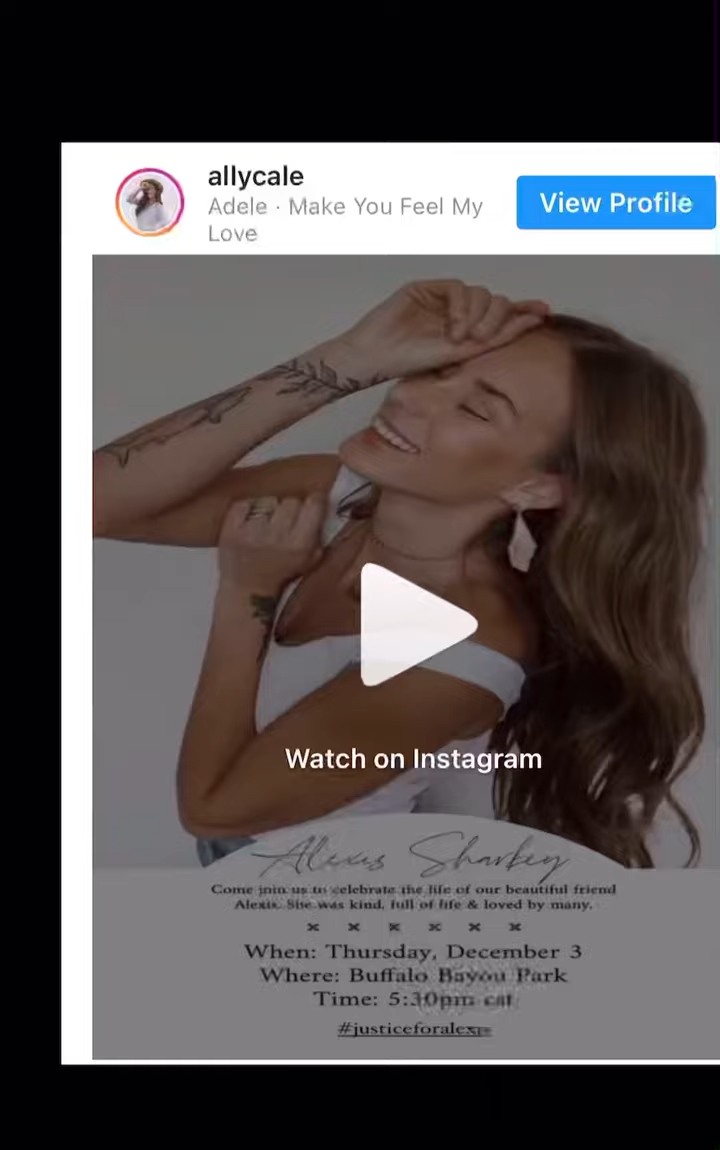 allycale
Adele · Make You Feel My
Love
View Profile
Watch on Instagram
Alexis Sharkey
Come join us to celebrate the life of our beautiful friend
Alexis. She was kind, full of life & loved by many.
When: Thursday, December 3
Where: Buffalo Bayou Park
Time: 5:30pm cst